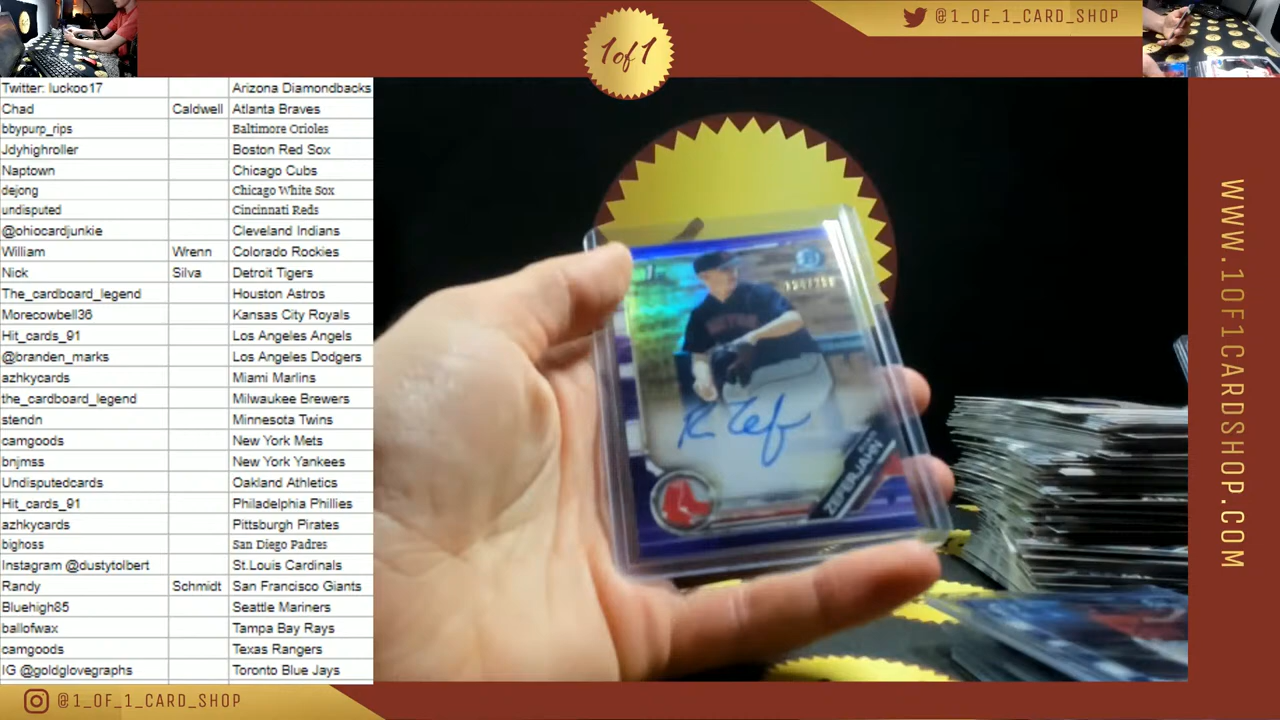 @1_OF_1_CARD_SHOP
1 of 1
Twitter: luckoo17 Arizona Diamondbacks
Chad Caldwell Atlanta Braves
bbypurp_rips Baltimore Orioles
Jdyhighroller Boston Red Sox
Naptown Chicago Cubs
dejong Chicago White Sox
undisputed Cincinnati Reds
@ohiocardjunkie Cleveland Indians
William Wrenn Colorado Rockies
Nick Silva Detroit Tigers
The_cardboard_legend Houston Astros
Morecowbell36 Kansas City Royals
Hit_cards_91 Los Angeles Angels
@branden_marks Los Angeles Dodgers
azhkycards Miami Marlins
the_cardboard_legend Milwaukee Brewers
stendn Minnesota Twins
camgoods New York Mets
bnjmss New York Yankees
Undisputedcards Oakland Athletics
Hit_cards_91 Philadelphia Phillies
azhkycards Pittsburgh Pirates
bighoss San Diego Padres
Instagram @dustytolbert St.Louis Cardinals
Randy Schmidt San Francisco Giants
Bluehigh85 Seattle Mariners
ballofwax Tampa Bay Rays
camgoods Texas Rangers
IG @goldglovegraphs Toronto Blue Jays
ZEFERJAHN
WWW.1OF1CARDSHOP.COM
@1_OF_1_CARD_SHOP